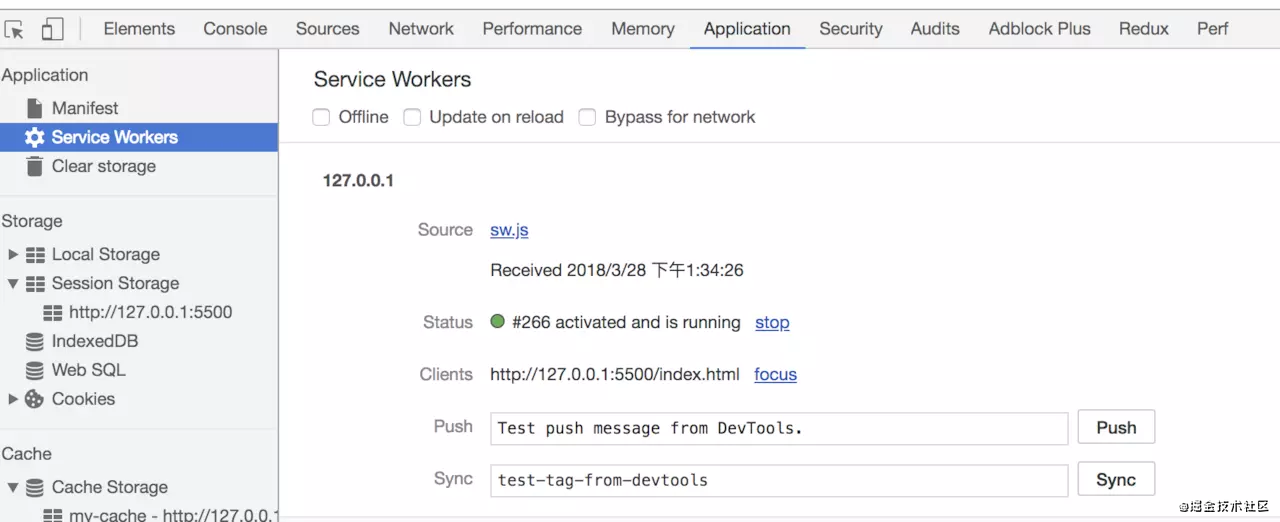 Elements Console Sources Network Performance Memory Application Security Audits Adblock Plus Redux Perf
Application
Manifest
Service Workers
Clear storage
Storage
Local Storage
Session Storage
http://127.0.0.1:5500
IndexedDB
Web SQL
Cookies
Cache
Cache Storage
my-cache - http://127.0.0.1
Service Workers
Offline Update on reload Bypass for network
127.0.0.1
Source sw.js
Received 2018/3/28 下午1:34:26
Status #266 activated and is running stop
Clients http://127.0.0.1:5500/index.html focus
Push Test push message from DevTools. Push
Sync test-tag-from-devtools Sync
@掘金技术社区